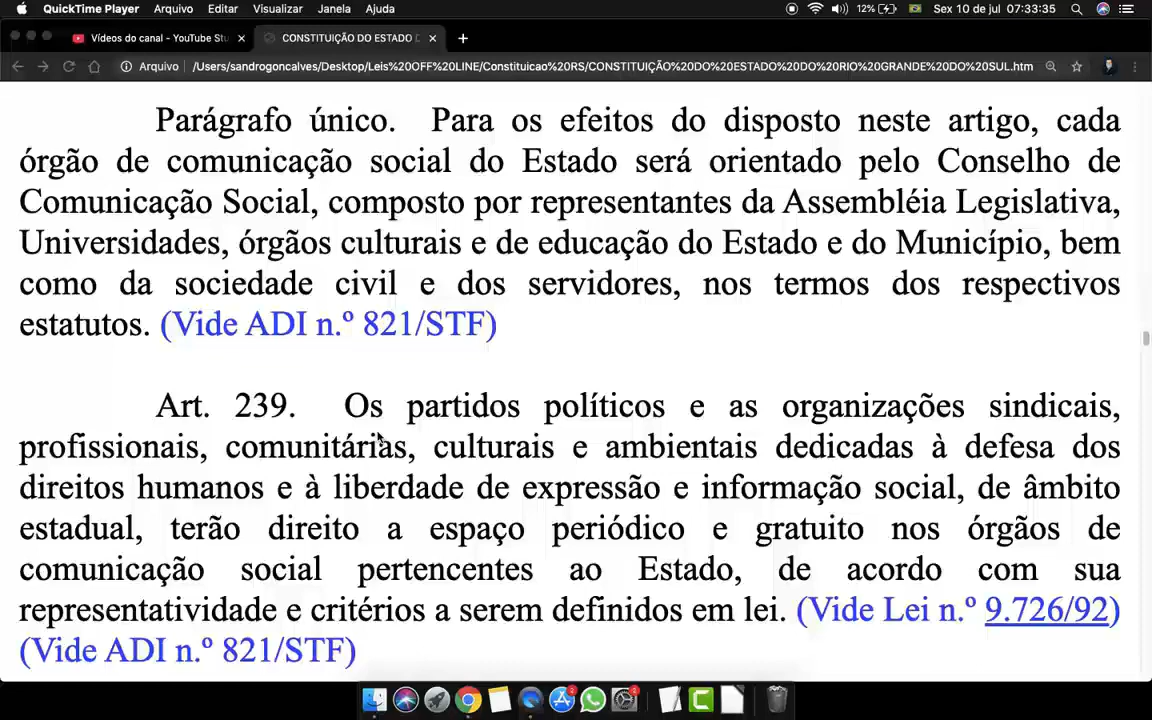 QuickTime Player Arquivo Editar Visualizar Janela Ajuda 12% Sex 10 de jul 07:33:35
Vídeos do canal - YouTube Stu CONSTITUIÇÃO DO ESTADO D
Arquivo /Users/sandrogoncalves/Desktop/Leis%20OFF%20LINE/Constituicao%20RS/CONSTITUIÇÃO%20DO%20ESTADO%20DO%20RIO%20GRANDE%20DO%20SUL.htm
Parágrafo único. Para os efeitos do disposto neste artigo, cada
órgão de comunicação social do Estado será orientado pelo Conselho de
Comunicação Social, composto por representantes da Assembléia Legislativa,
Universidades, órgãos culturais e de educação do Estado e do Município, bem
como da sociedade civil e dos servidores, nos termos dos respectivos
estatutos. (Vide ADI n.º 821/STF)
Art. 239. Os partidos políticos e as organizações sindicais,
profissionais, comunitárias, culturais e ambientais dedicadas à defesa dos
direitos humanos e à liberdade de expressão e informação social, de âmbito
estadual, terão direito a espaço periódico e gratuito nos órgãos de
comunicação social pertencentes ao Estado, de acordo com sua
representatividade e critérios a serem definidos em lei. (Vide Lei n.º 9.726/92)
(Vide ADI n.º 821/STF)